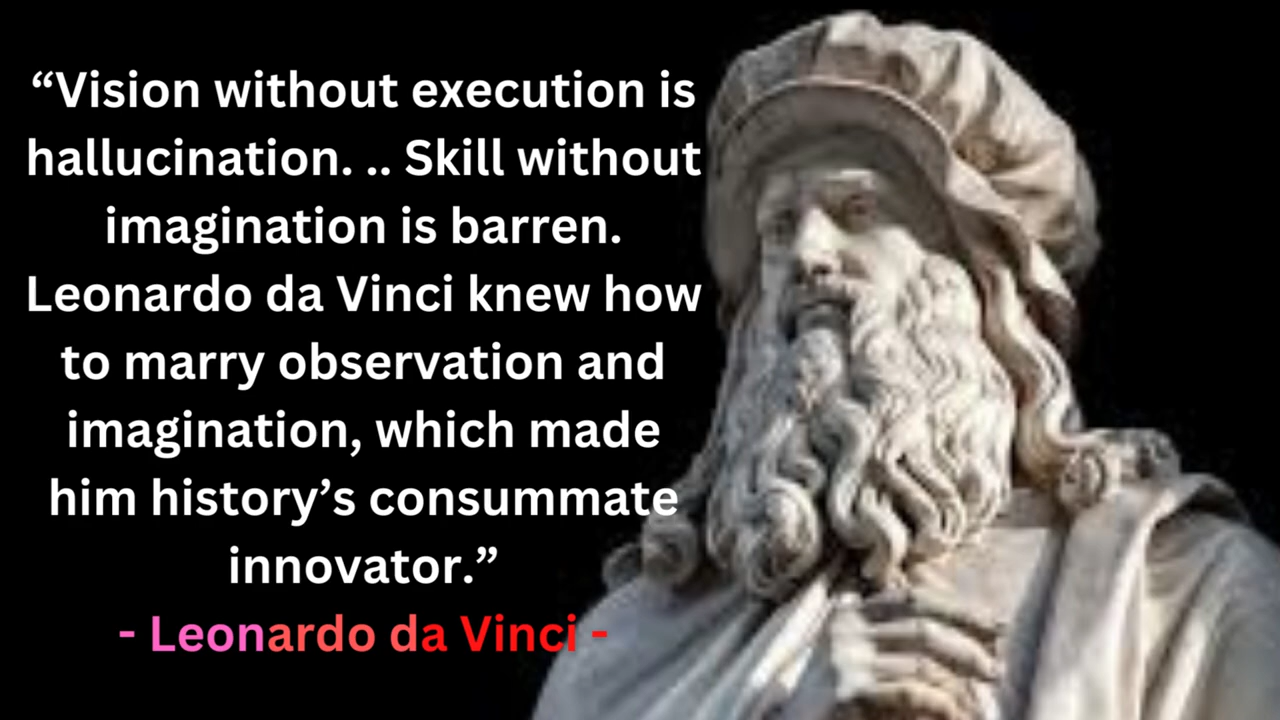 “Vision without execution is
hallucination. .. Skill without
imagination is barren.
Leonardo da Vinci knew how
to marry observation and
imagination, which made
him history’s consummate
innovator.”
- Leonardo da Vinci -